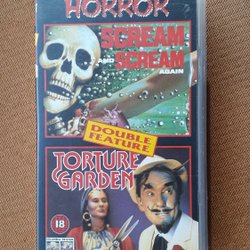 HORROR
SCREAM
AND
SCREAM
AGAIN
DOUBLE
FEATURE
TORTURE
GARDEN
18